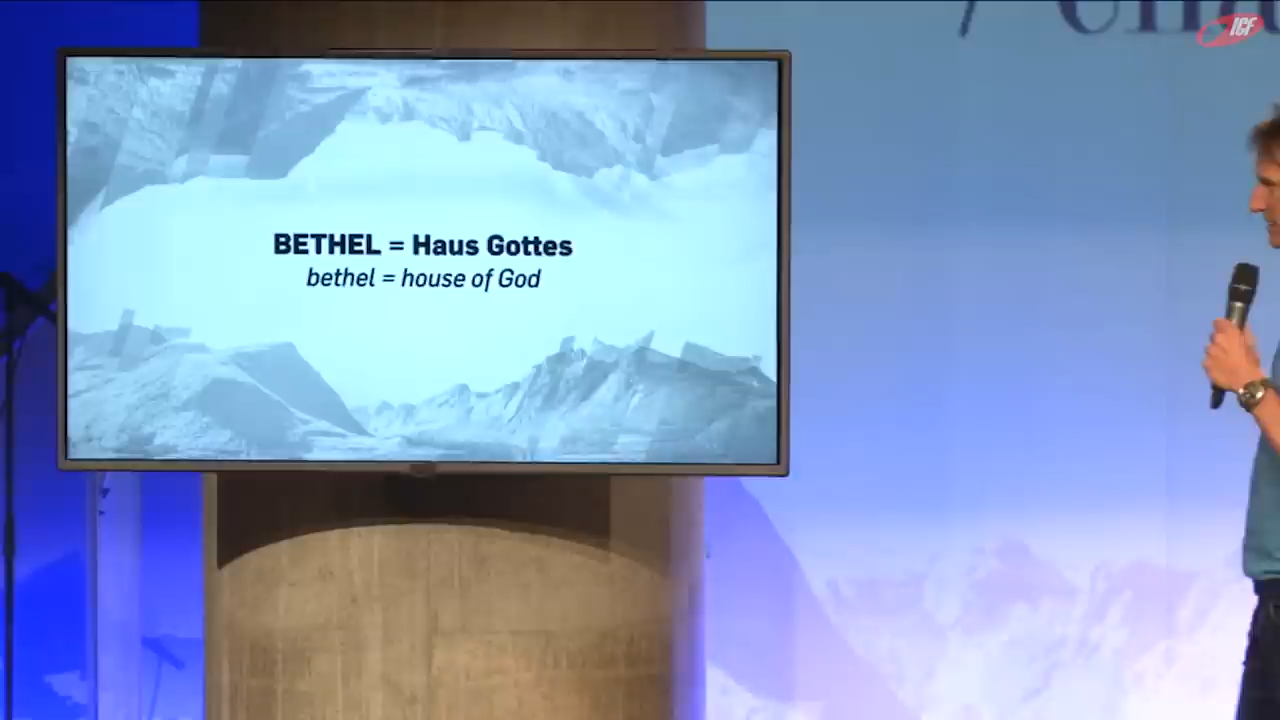 ICF
BETHEL = Haus Gottes
bethel = house of God